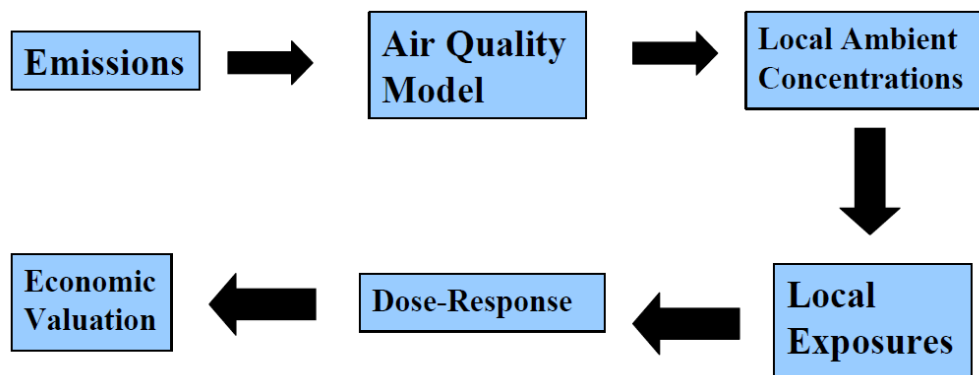 Emissions
Air Quality
Model
Local Ambient
Concentrations
Local
Exposures
Dose-Response
Economic
Valuation